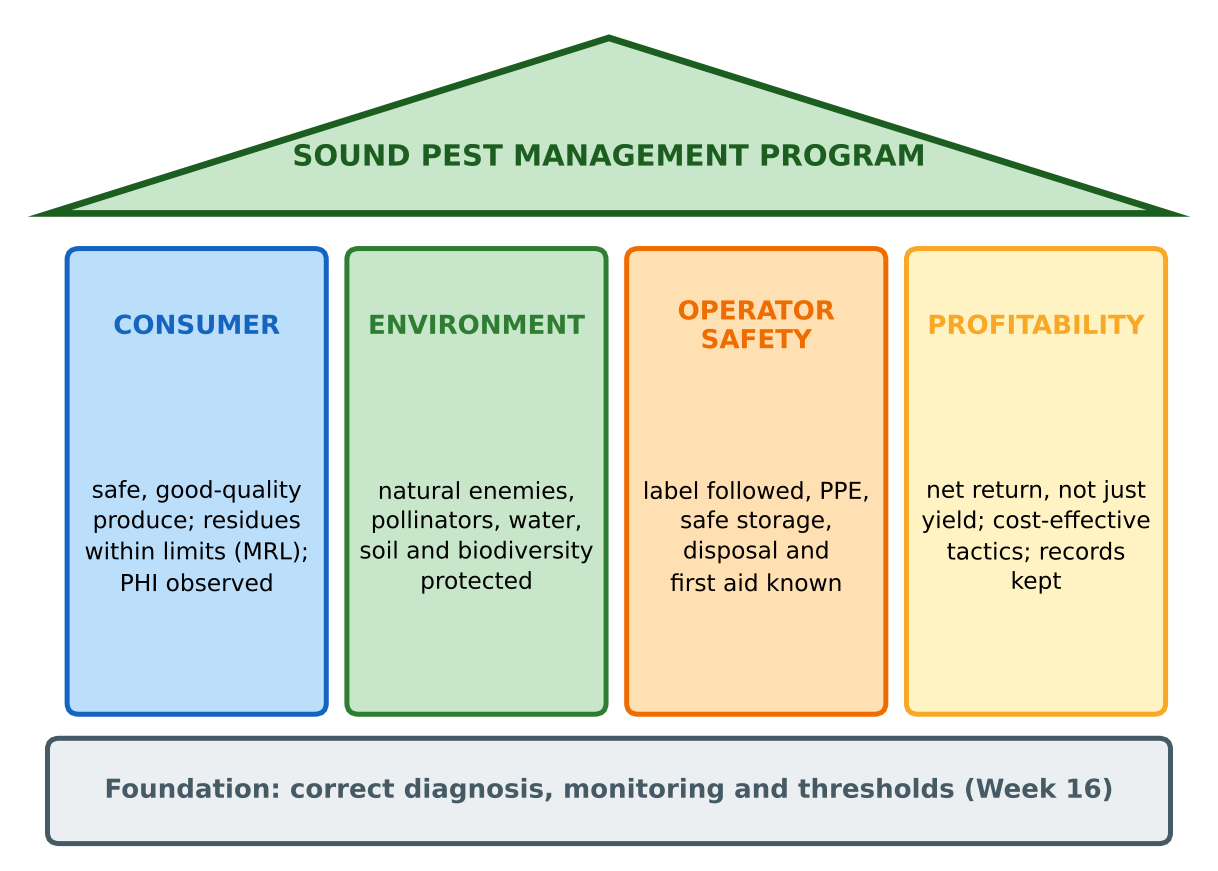 SOUND PEST MANAGEMENT PROGRAM
CONSUMER
safe, good-quality
produce; residues
within limits (MRL);
PHI observed
ENVIRONMENT
natural enemies,
pollinators, water,
soil and biodiversity
protected
OPERATOR
SAFETY
label followed, PPE,
safe storage,
disposal and
first aid known
PROFITABILITY
net return, not just
yield; cost-effective
tactics; records
kept
Foundation: correct diagnosis, monitoring and thresholds (Week 16)